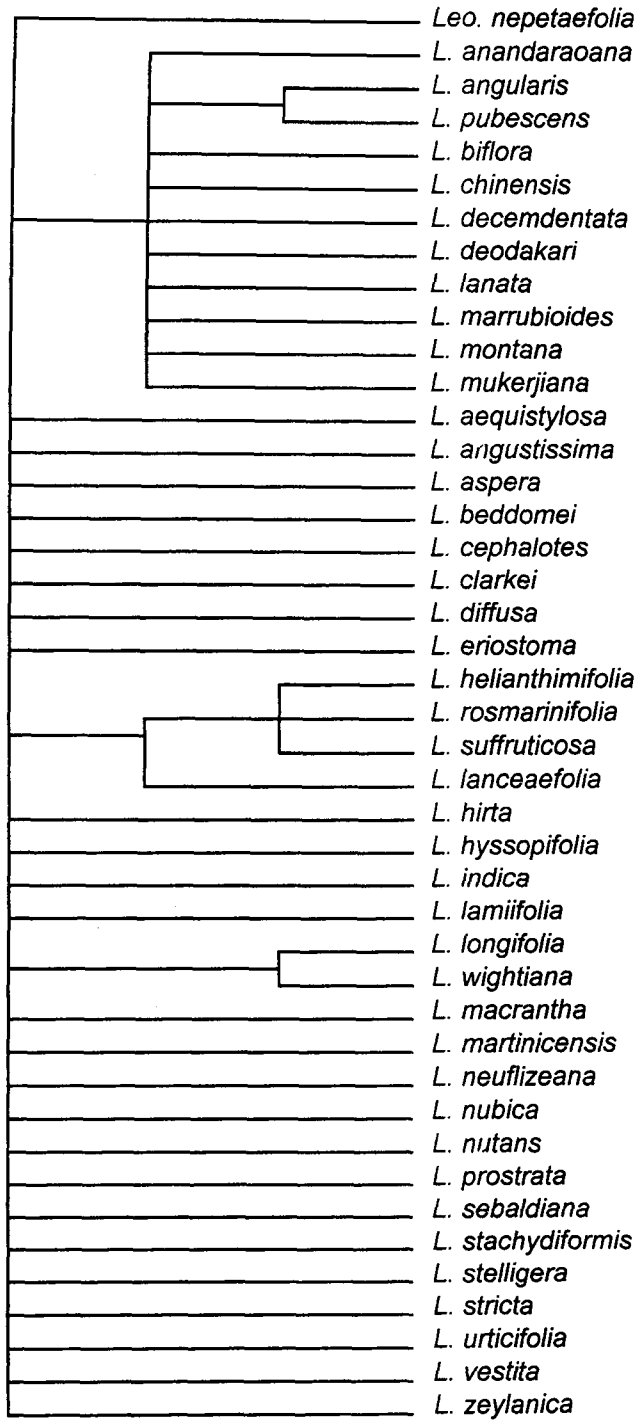 Leo. nepetaefolia
L. anandaraoana
L. angularis
L. pubescens
L. biflora
L. chinensis
L. decemdentata
L. deodakari
L. lanata
L. marrubioides
L. montana
L. mukerjiana
L. aequistylosa
L. angustissima
L. aspera
L. beddomei
L. cephalotes
L. clarkei
L. diffusa
L. eriostoma
L. helianthimifolia
L. rosmarinifolia
L. suffruticosa
L. lanceaefolia
L. hirta
L. hyssopifolia
L. indica
L. lamiifolia
L. longifolia
L. wightiana
L. macrantha
L. martinicensis
L. neuflizeana
L. nubica
L. nutans
L. prostrata
L. sebaldiana
L. stachydiformis
L. stelligera
L. stricta
L. urticifolia
L. vestita
L. zeylanica